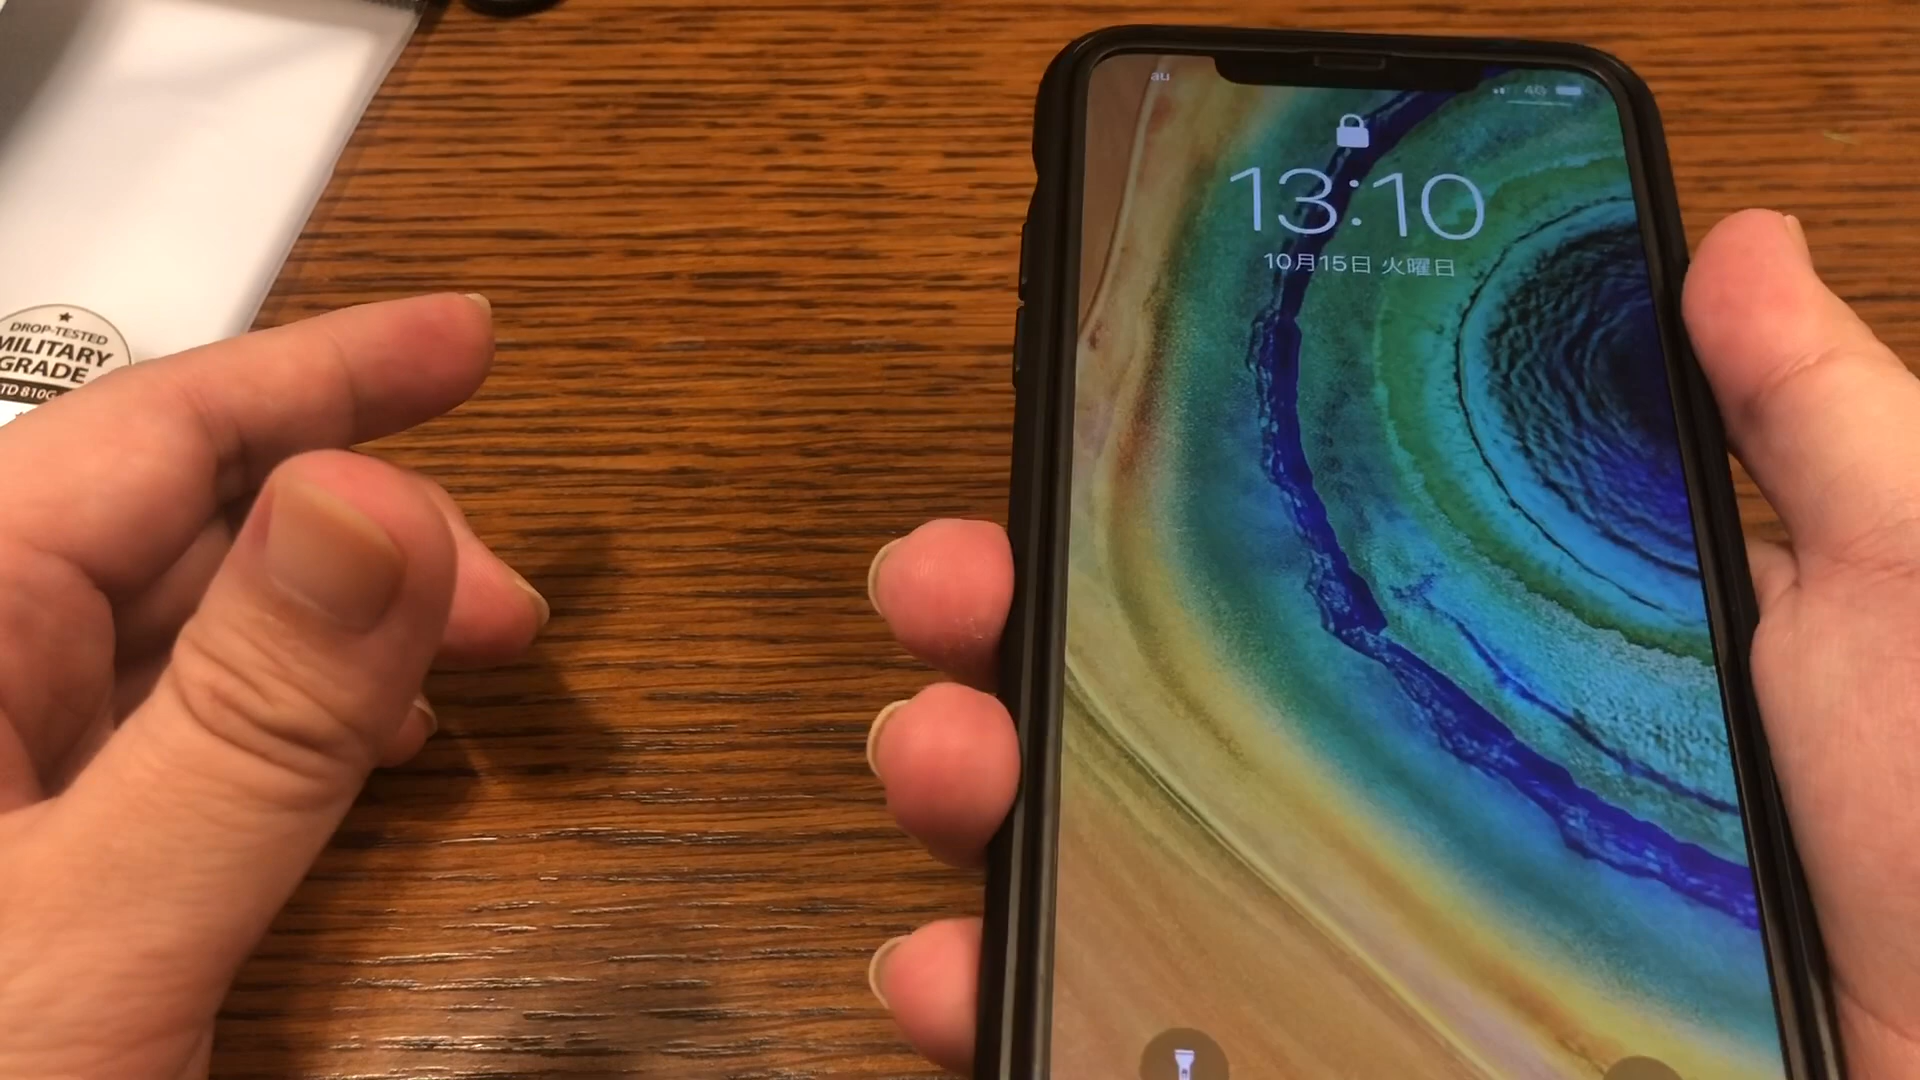 au
4G
13:10
10月15日 火曜日
DROP-TESTED
MILITARY
GRADE
TD 810G